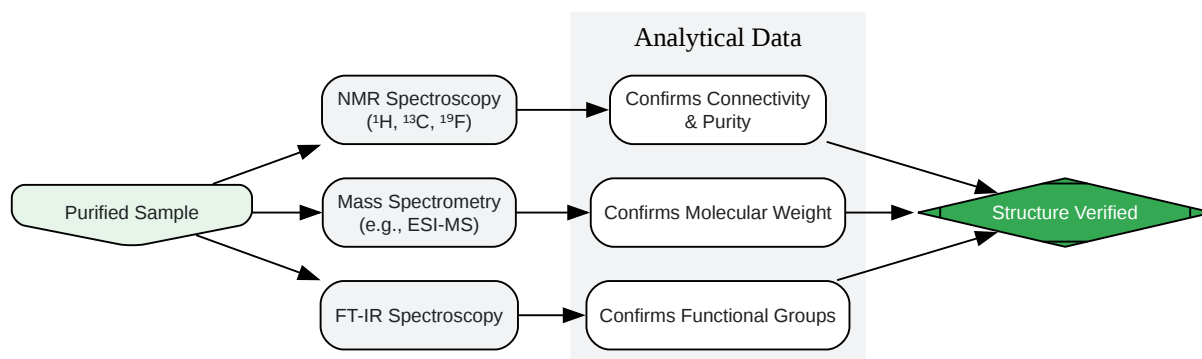 Analytical Data
NMR Spectroscopy
(¹H, ¹³C, ¹⁹F)
Confirms Connectivity
& Purity
Purified Sample
Mass Spectrometry
(e.g., ESI-MS)
Confirms Molecular Weight
Structure Verified
FT-IR Spectroscopy
Confirms Functional Groups